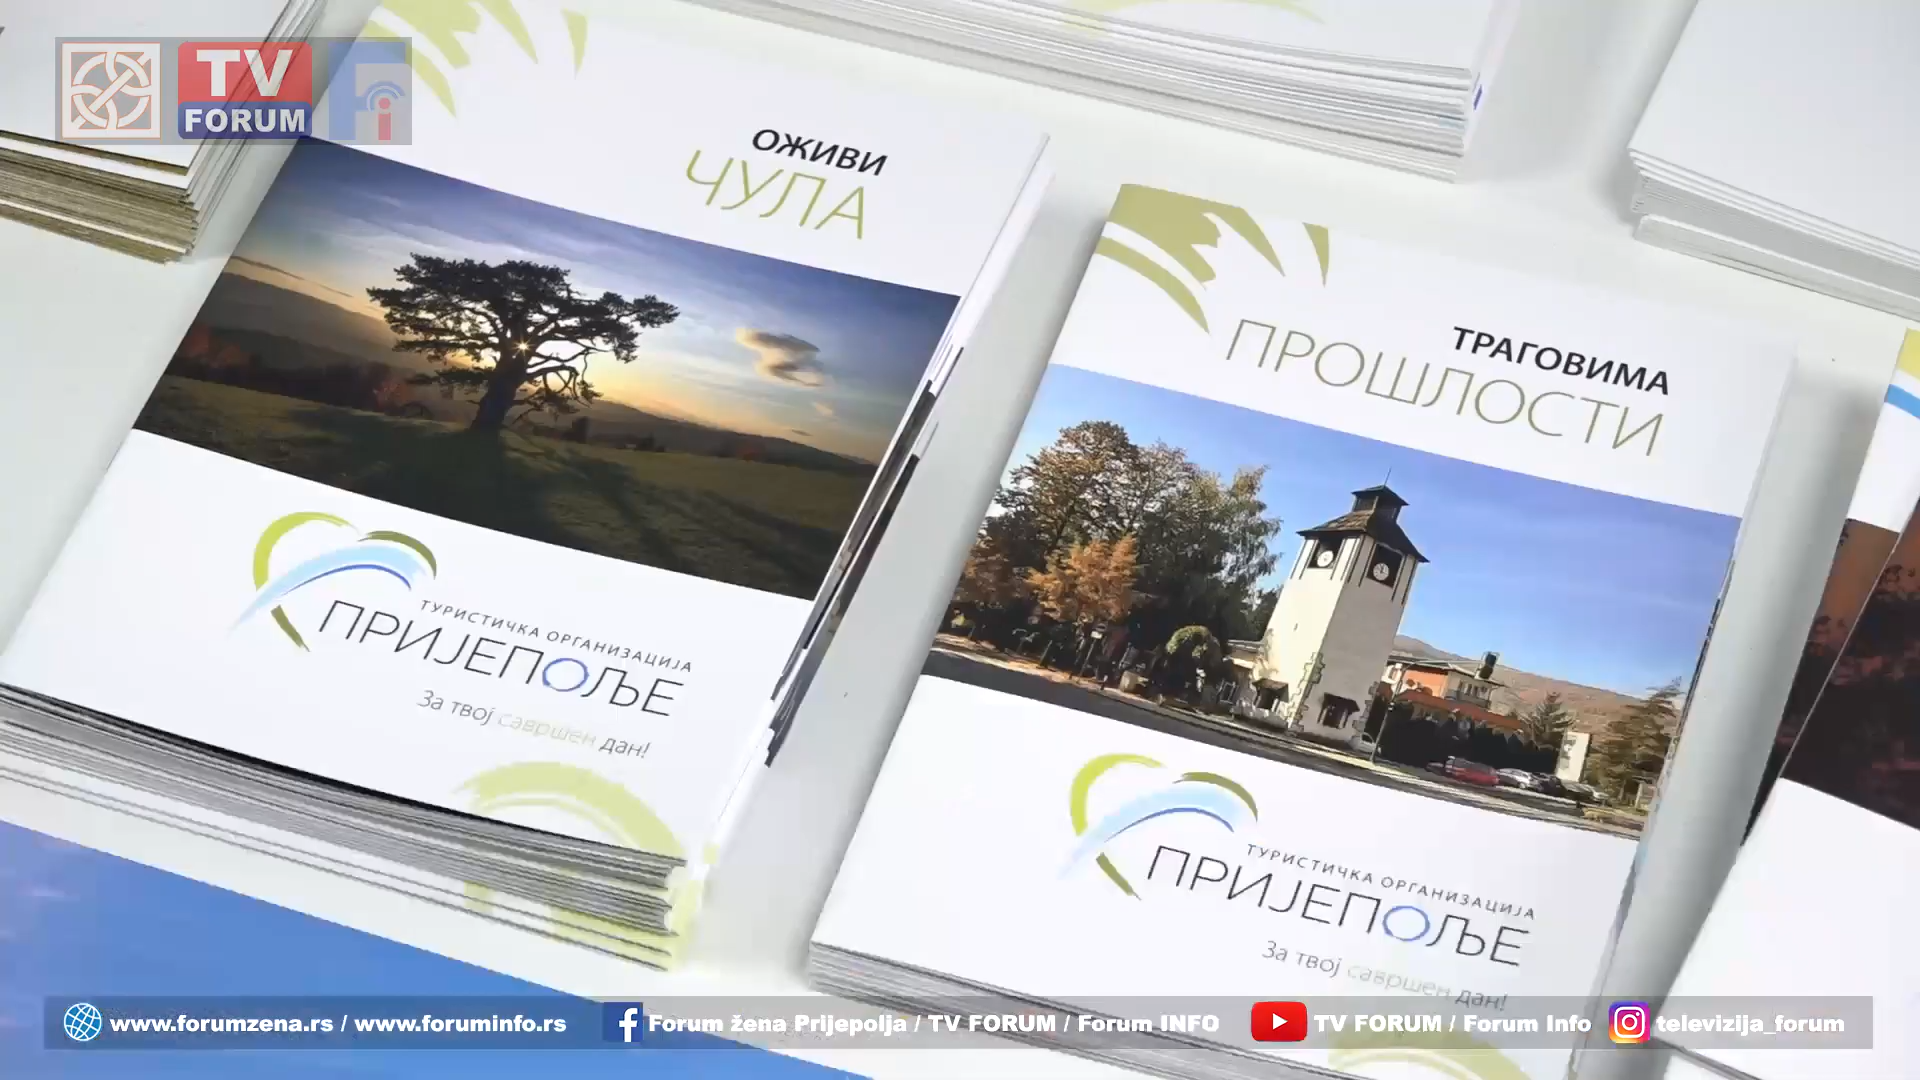 TV
FORUM
Fi
ОЖИВИ
ЧУЛА
ТУРИСТИЧКА ОРГАНИЗАЦИЈА
ПРИЈЕПОЉЕ
За твој савршен дан!
ТРАГОВИМА
ПРОШЛОСТИ
ТУРИСТИЧКА ОРГАНИЗАЦИЈА
ПРИЈЕПОЉЕ
За твој савршен дан!
www.forumzena.rs / www.foruminfo.rs Forum žena Prijepolja / TV FORUM / Forum INFO TV FORUM / Forum Info televizija_forum